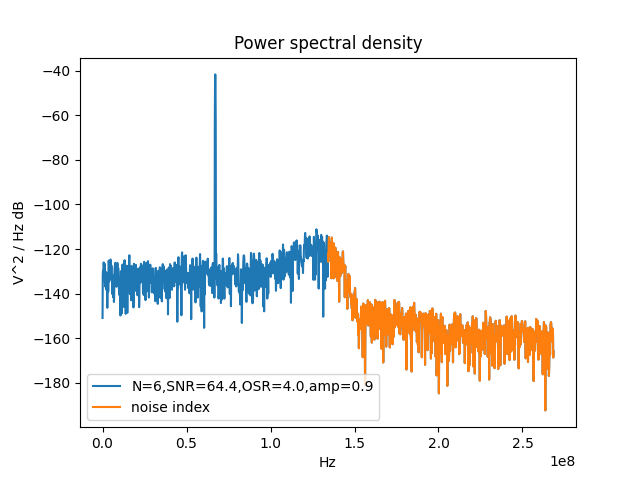 Power spectral density
V^2 / Hz dB
−40
−60
−80
−100
−120
−140
−160
−180
N=6,SNR=64.4,OSR=4.0,amp=0.9
noise index
0.0 0.5 1.0 1.5 2.0 2.5
1e8
Hz